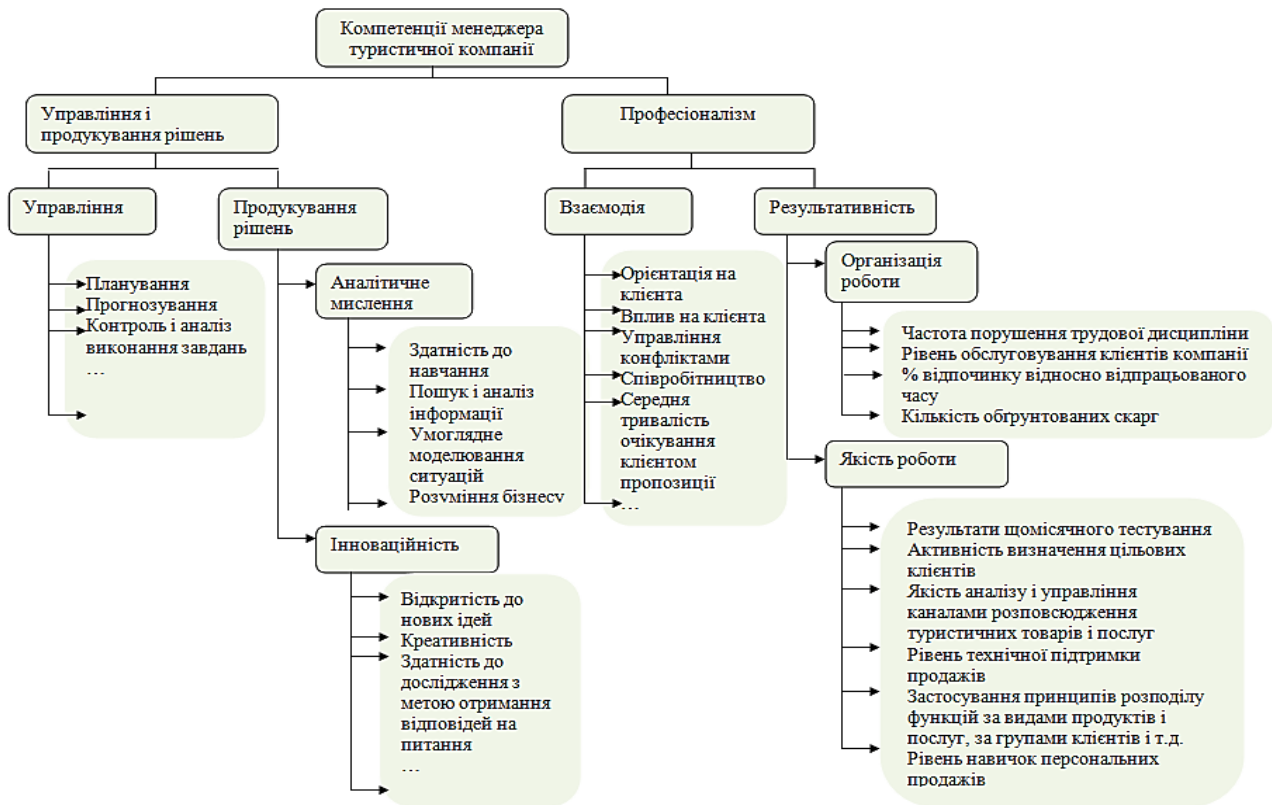 Компетенції менеджера
туристичної компанії
Управління і
продукування рішень
Професіоналізм
Управління
Продукування
рішень
Взаємодія
Результативність
Планування
Прогнозування
Контроль і аналіз
виконання завдань
…
Аналітичне
мислення
Здатність до
навчання
Пошук і аналіз
інформації
Умоглядне
моделювання
ситуацій
Розуміння бізнесу
Інноваційність
Відкритість до
нових ідей
Креативність
Здатність до
дослідження з
метою отримання
відповідей на
питання
…
Орієнтація на
клієнта
Вплив на клієнта
Управління
конфліктами
Співробітництво
Середня
тривалість
очікування
клієнтом
пропозиції
…
Організація
роботи
Частота порушення трудової дисципліни
Рівень обслуговування клієнтів компанії
% відпочинку відносно відпрацьованого
часу
Кількість обґрунтованих скарг
Якість роботи
Результати щомісячного тестування
Активність визначення цільових
клієнтів
Якість аналізу і управління
каналами розповсюдження
туристичних товарів і послуг
Рівень технічної підтримки
продажів
Застосування принципів розподілу
функцій за видами продуктів і
послуг, за групами клієнтів і т.д.
Рівень навичок персональних
продажів